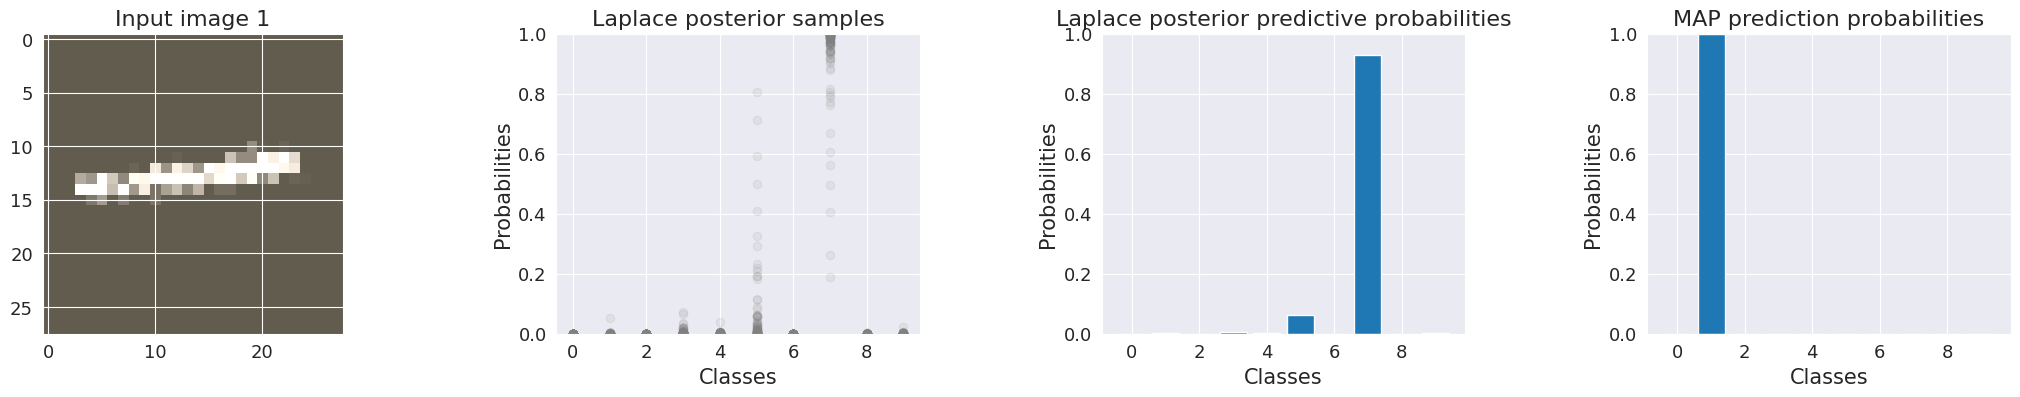 Input image 1
0
5
10
15
20
25
0 10 20
Laplace posterior samples
Probabilities
1.0
0.8
0.6
0.4
0.2
0.0
0 2 4 6 8
Classes
Laplace posterior predictive probabilities
Probabilities
1.0
0.8
0.6
0.4
0.2
0.0
0 2 4 6 8
Classes
MAP prediction probabilities
Probabilities
1.0
0.8
0.6
0.4
0.2
0.0
0 2 4 6 8
Classes